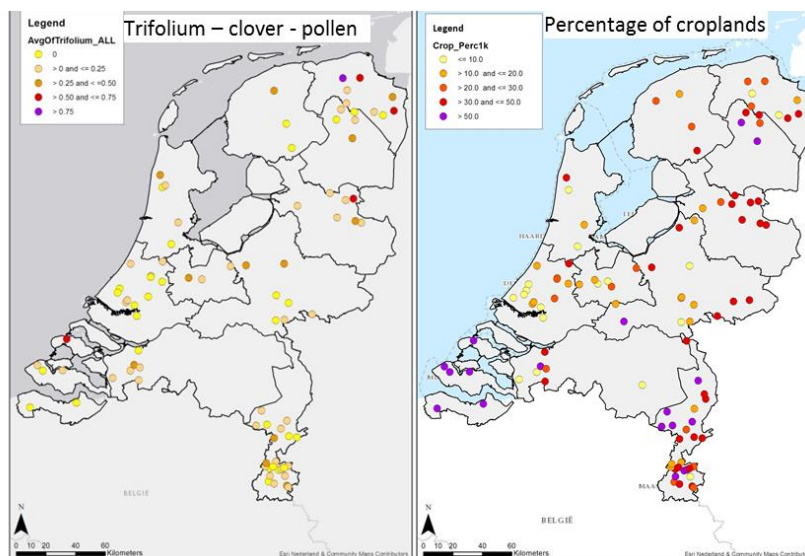 Trifolium – clover - pollen
Legend
AvgOfTrifolium_ALL
0
> 0 and <= 0.25
> 0.25 and < =0.50
> 0.50 and <= 0.75
> 0.75
BELGIË
N
0 10 20 40 60
Kilometers
Esri Nederland & Community Maps Contributors
Percentage of croplands
Legend
Crop_Perc1k
<= 10.0
> 10.0 and <= 20.0
> 20.0 and <= 30.0
> 30.0 and <= 50.0
> 50.0
HAARL
MAA
BELGIË
N
0 10 20 40 60
Kilometers
Esri Nederland & Community Maps Contributors